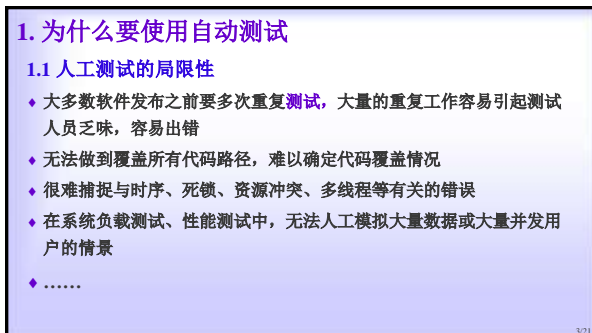 1. 为什么要使用自动测试
1.1 人工测试的局限性
♦ 大多数软件发布之前要多次重复测试，大量的重复工作容易引起测试
人员乏味，容易出错
♦ 无法做到覆盖所有代码路径，难以确定代码覆盖情况
♦ 很难捕捉与时序、死锁、资源冲突、多线程等有关的错误
♦ 在系统负载测试、性能测试中，无法人工模拟大量数据或大量并发用
户的情景
♦ ……
3/21